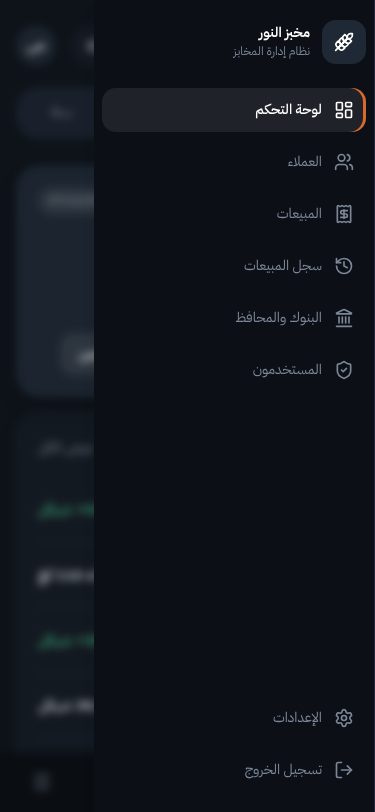 مخبز النور
نظام إدارة المخابز
لوحة التحكم
العملاء
المبيعات
سجل المبيعات
البنوك والمحافظ
المستخدمون
الإعدادات
تسجيل الخروج